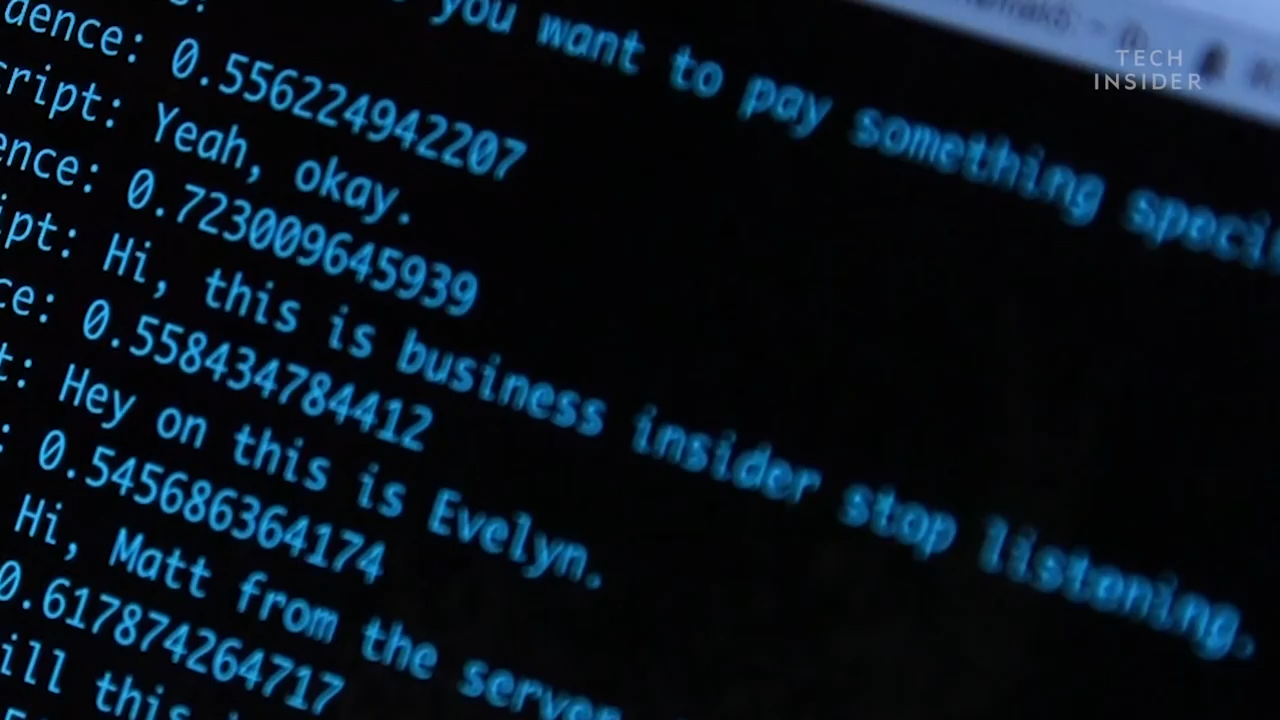 TECH
INSIDER
you want to pay something
dence: 0.556224942207
cript: Yeah, okay.
ence: 0.723009645939
ipt: Hi, this is business insider stop listening.
ce: 0.558434784412
t: Hey on this is Evelyn.
: 0.545686364174
Hi, Matt from the server
0.617874264717
ill this